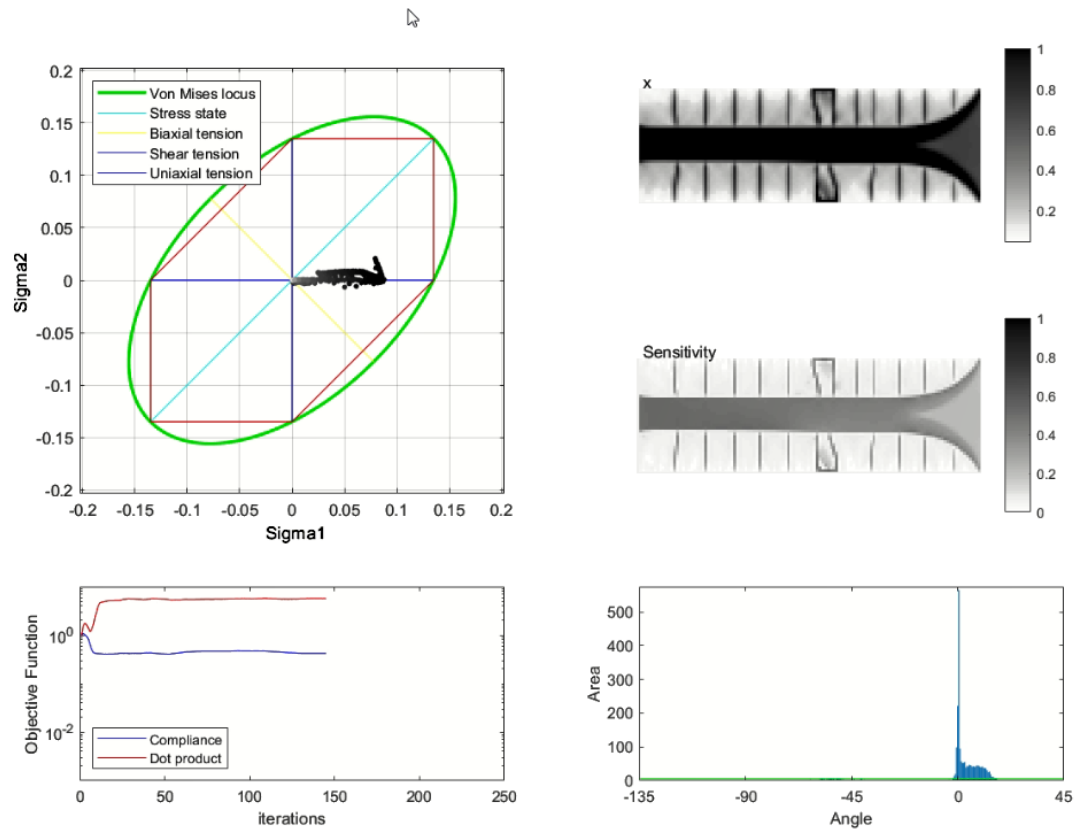 0.2
0.15
0.1
0.05
0
-0.05
-0.1
-0.15
-0.2
Sigma2
Von Mises locus
Stress state
Biaxial tension
Shear tension
Uniaxial tension
-0.2 -0.15 -0.1 -0.05 0 0.05 0.1 0.15 0.2
Sigma1
x
1
0.8
0.6
0.4
0.2
Sensitivity
1
0.8
0.6
0.4
0.2
0
Objective Function
10^0
10^-2
Compliance
Dot product
0 50 100 150 200 250
iterations
Area
500
400
300
200
100
0
-135 -90 -45 0 45
Angle